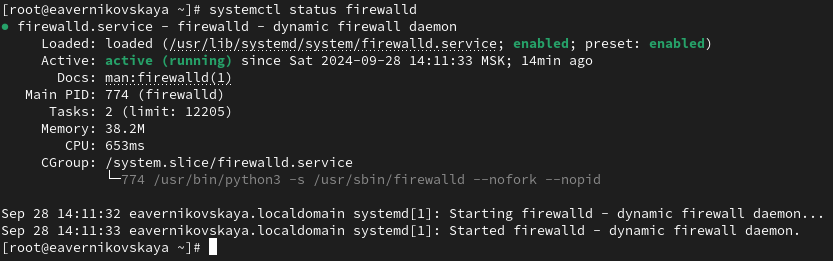 [root@eavernikovskaya ~]# systemctl status firewalld
● firewalld.service - firewalld - dynamic firewall daemon
     Loaded: loaded (/usr/lib/systemd/system/firewalld.service; enabled; preset: enabled)
     Active: active (running) since Sat 2024-09-28 14:11:33 MSK; 14min ago
       Docs: man:firewalld(1)
   Main PID: 774 (firewalld)
      Tasks: 2 (limit: 12205)
     Memory: 38.2M
        CPU: 653ms
     CGroup: /system.slice/firewalld.service
             └─774 /usr/bin/python3 -s /usr/sbin/firewalld --nofork --nopid

Sep 28 14:11:32 eavernikovskaya.localdomain systemd[1]: Starting firewalld - dynamic firewall daemon...
Sep 28 14:11:33 eavernikovskaya.localdomain systemd[1]: Started firewalld - dynamic firewall daemon.
[root@eavernikovskaya ~]#